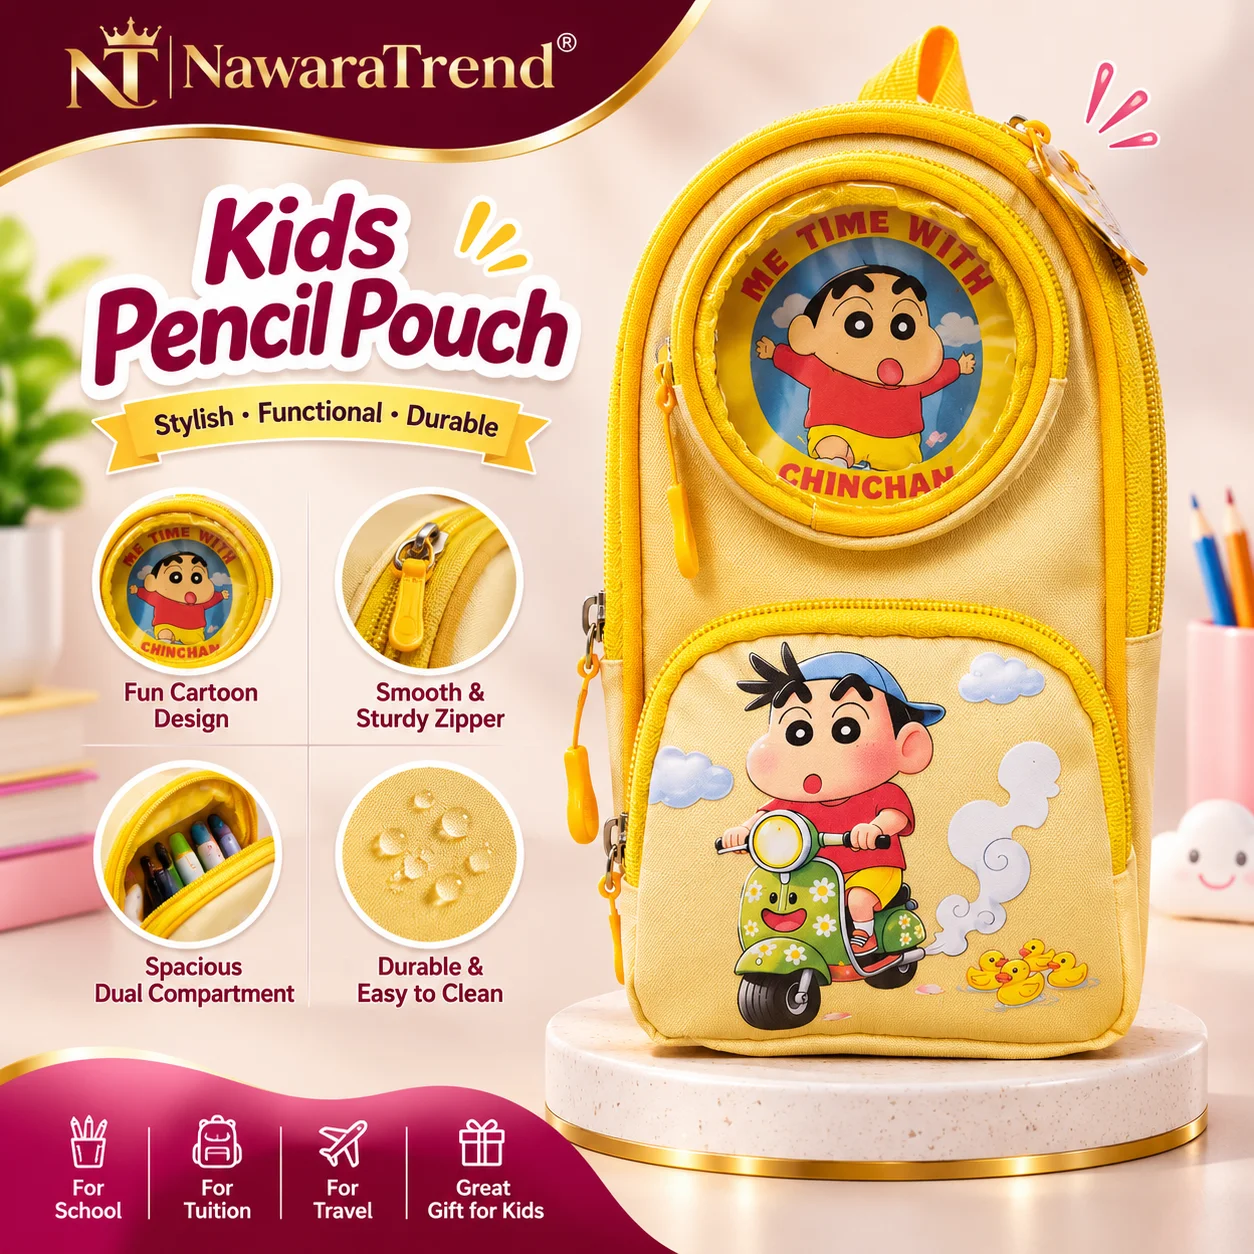 NT | NawaraTrend®
Kids
Pencil Pouch
Stylish • Functional • Durable
ME TIME WITH
CHINCHAN
ME TIME WITH
CHINCHAN
Fun Cartoon
Design
Smooth &
Sturdy Zipper
Spacious
Dual Compartment
Durable &
Easy to Clean
For
School
For
Tuition
For
Travel
Great
Gift for Kids